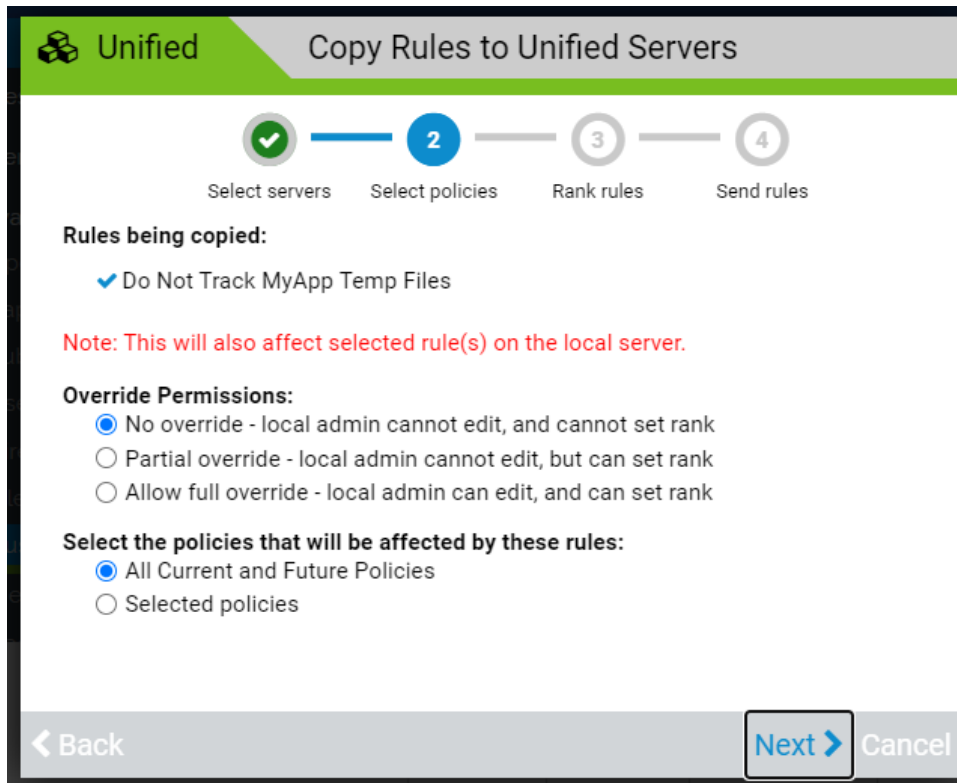 Unified
Copy Rules to Unified Servers
2
3
4
Select servers
Select policies
Rank rules
Send rules
Rules being copied:
Do Not Track MyApp Temp Files
Note: This will also affect selected rule(s) on the local server.
Override Permissions:
No override - local admin cannot edit, and cannot set rank
Partial override - local admin cannot edit, but can set rank
Allow full override - local admin can edit, and can set rank
Select the policies that will be affected by these rules:
All Current and Future Policies
Selected policies
Back
Next
Cancel